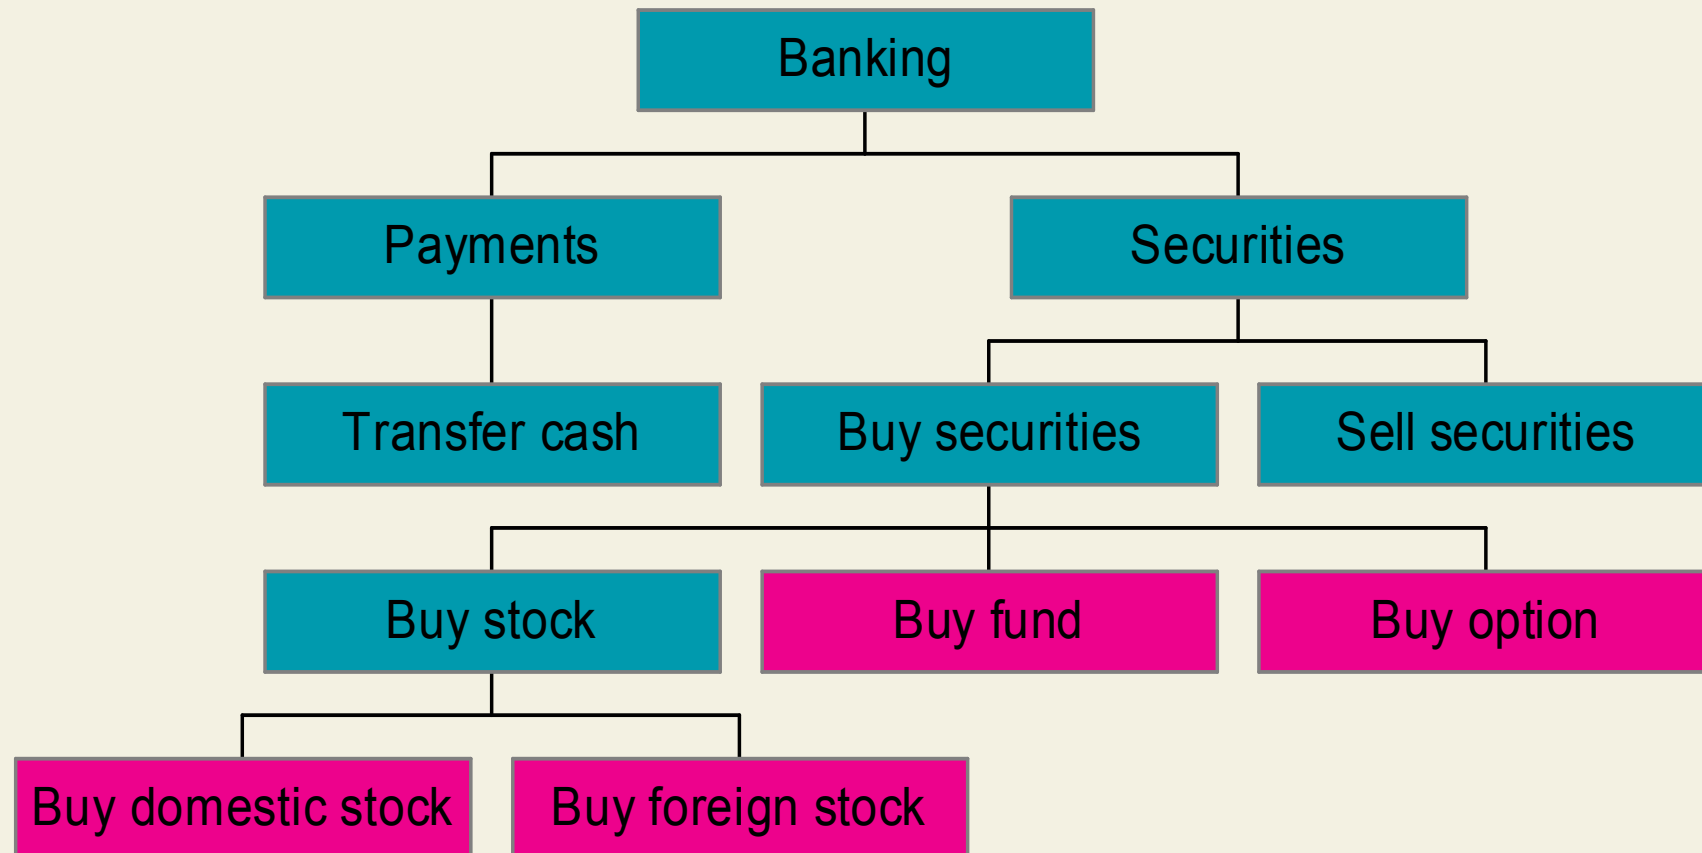 Banking
Payments
Securities
Transfer cash
Buy securities
Sell securities
Buy stock
Buy fund
Buy option
Buy domestic stock
Buy foreign stock